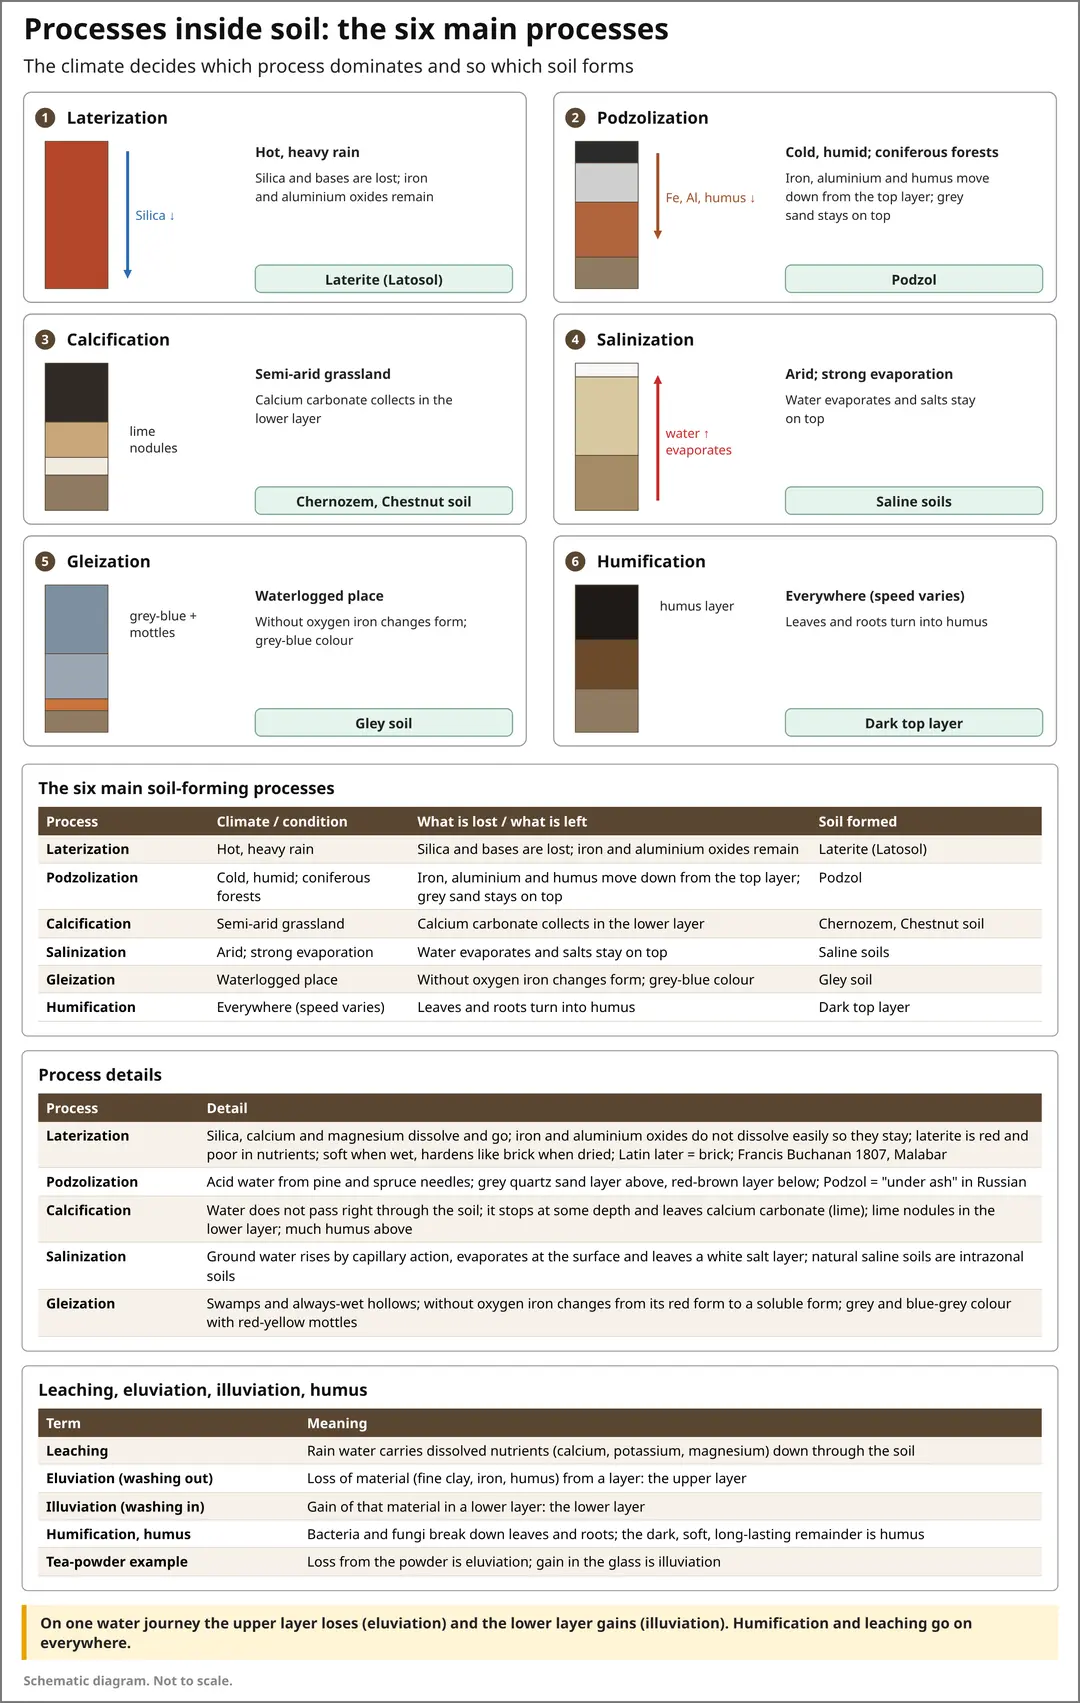 Processes inside soil: the six main processes
The climate decides which process dominates and so which soil forms
1 Laterization
Silica ↓
Hot, heavy rain
Silica and bases are lost; iron
and aluminium oxides remain
Laterite (Latosol)
2 Podzolization
Fe, Al, humus ↓
Cold, humid; coniferous forests
Iron, aluminium and humus move
down from the top layer; grey
sand stays on top
Podzol
3 Calcification
lime
nodules
Semi-arid grassland
Calcium carbonate collects in the
lower layer
Chernozem, Chestnut soil
4 Salinization
water ↑
evaporates
Arid; strong evaporation
Water evaporates and salts stay
on top
Saline soils
5 Gleization
grey-blue +
mottles
Waterlogged place
Without oxygen iron changes form;
grey-blue colour
Gley soil
6 Humification
humus layer
Everywhere (speed varies)
Leaves and roots turn into humus
Dark top layer
The six main soil-forming processes
Process Climate / condition What is lost / what is left Soil formed
Laterization Hot, heavy rain Silica and bases are lost; iron and aluminium oxides remain Laterite (Latosol)
Podzolization Cold, humid; coniferous Iron, aluminium and humus move down from the top layer; Podzol
forests grey sand stays on top
Calcification Semi-arid grassland Calcium carbonate collects in the lower layer Chernozem, Chestnut soil
Salinization Arid; strong evaporation Water evaporates and salts stay on top Saline soils
Gleization Waterlogged place Without oxygen iron changes form; grey-blue colour Gley soil
Humification Everywhere (speed varies) Leaves and roots turn into humus Dark top layer
Process details
Process Detail
Laterization Silica, calcium and magnesium dissolve and go; iron and aluminium oxides do not dissolve easily so they stay; laterite is red and
poor in nutrients; soft when wet, hardens like brick when dried; Latin later = brick; Francis Buchanan 1807, Malabar
Podzolization Acid water from pine and spruce needles; grey quartz sand layer above, red-brown layer below; Podzol = "under ash" in Russian
Calcification Water does not pass right through the soil; it stops at some depth and leaves calcium carbonate (lime); lime nodules in the
lower layer; much humus above
Salinization Ground water rises by capillary action, evaporates at the surface and leaves a white salt layer; natural saline soils are intrazonal
soils
Gleization Swamps and always-wet hollows; without oxygen iron changes from its red form to a soluble form; grey and blue-grey colour
with red-yellow mottles
Leaching, eluviation, illuviation, humus
Term Meaning
Leaching Rain water carries dissolved nutrients (calcium, potassium, magnesium) down through the soil
Eluviation (washing out) Loss of material (fine clay, iron, humus) from a layer: the upper layer
Illuviation (washing in) Gain of that material in a lower layer: the lower layer
Humification, humus Bacteria and fungi break down leaves and roots; the dark, soft, long-lasting remainder is humus
Tea-powder example Loss from the powder is eluviation; gain in the glass is illuviation
On one water journey the upper layer loses (eluviation) and the lower layer gains (illuviation). Humification and leaching go on
everywhere.
Schematic diagram. Not to scale.